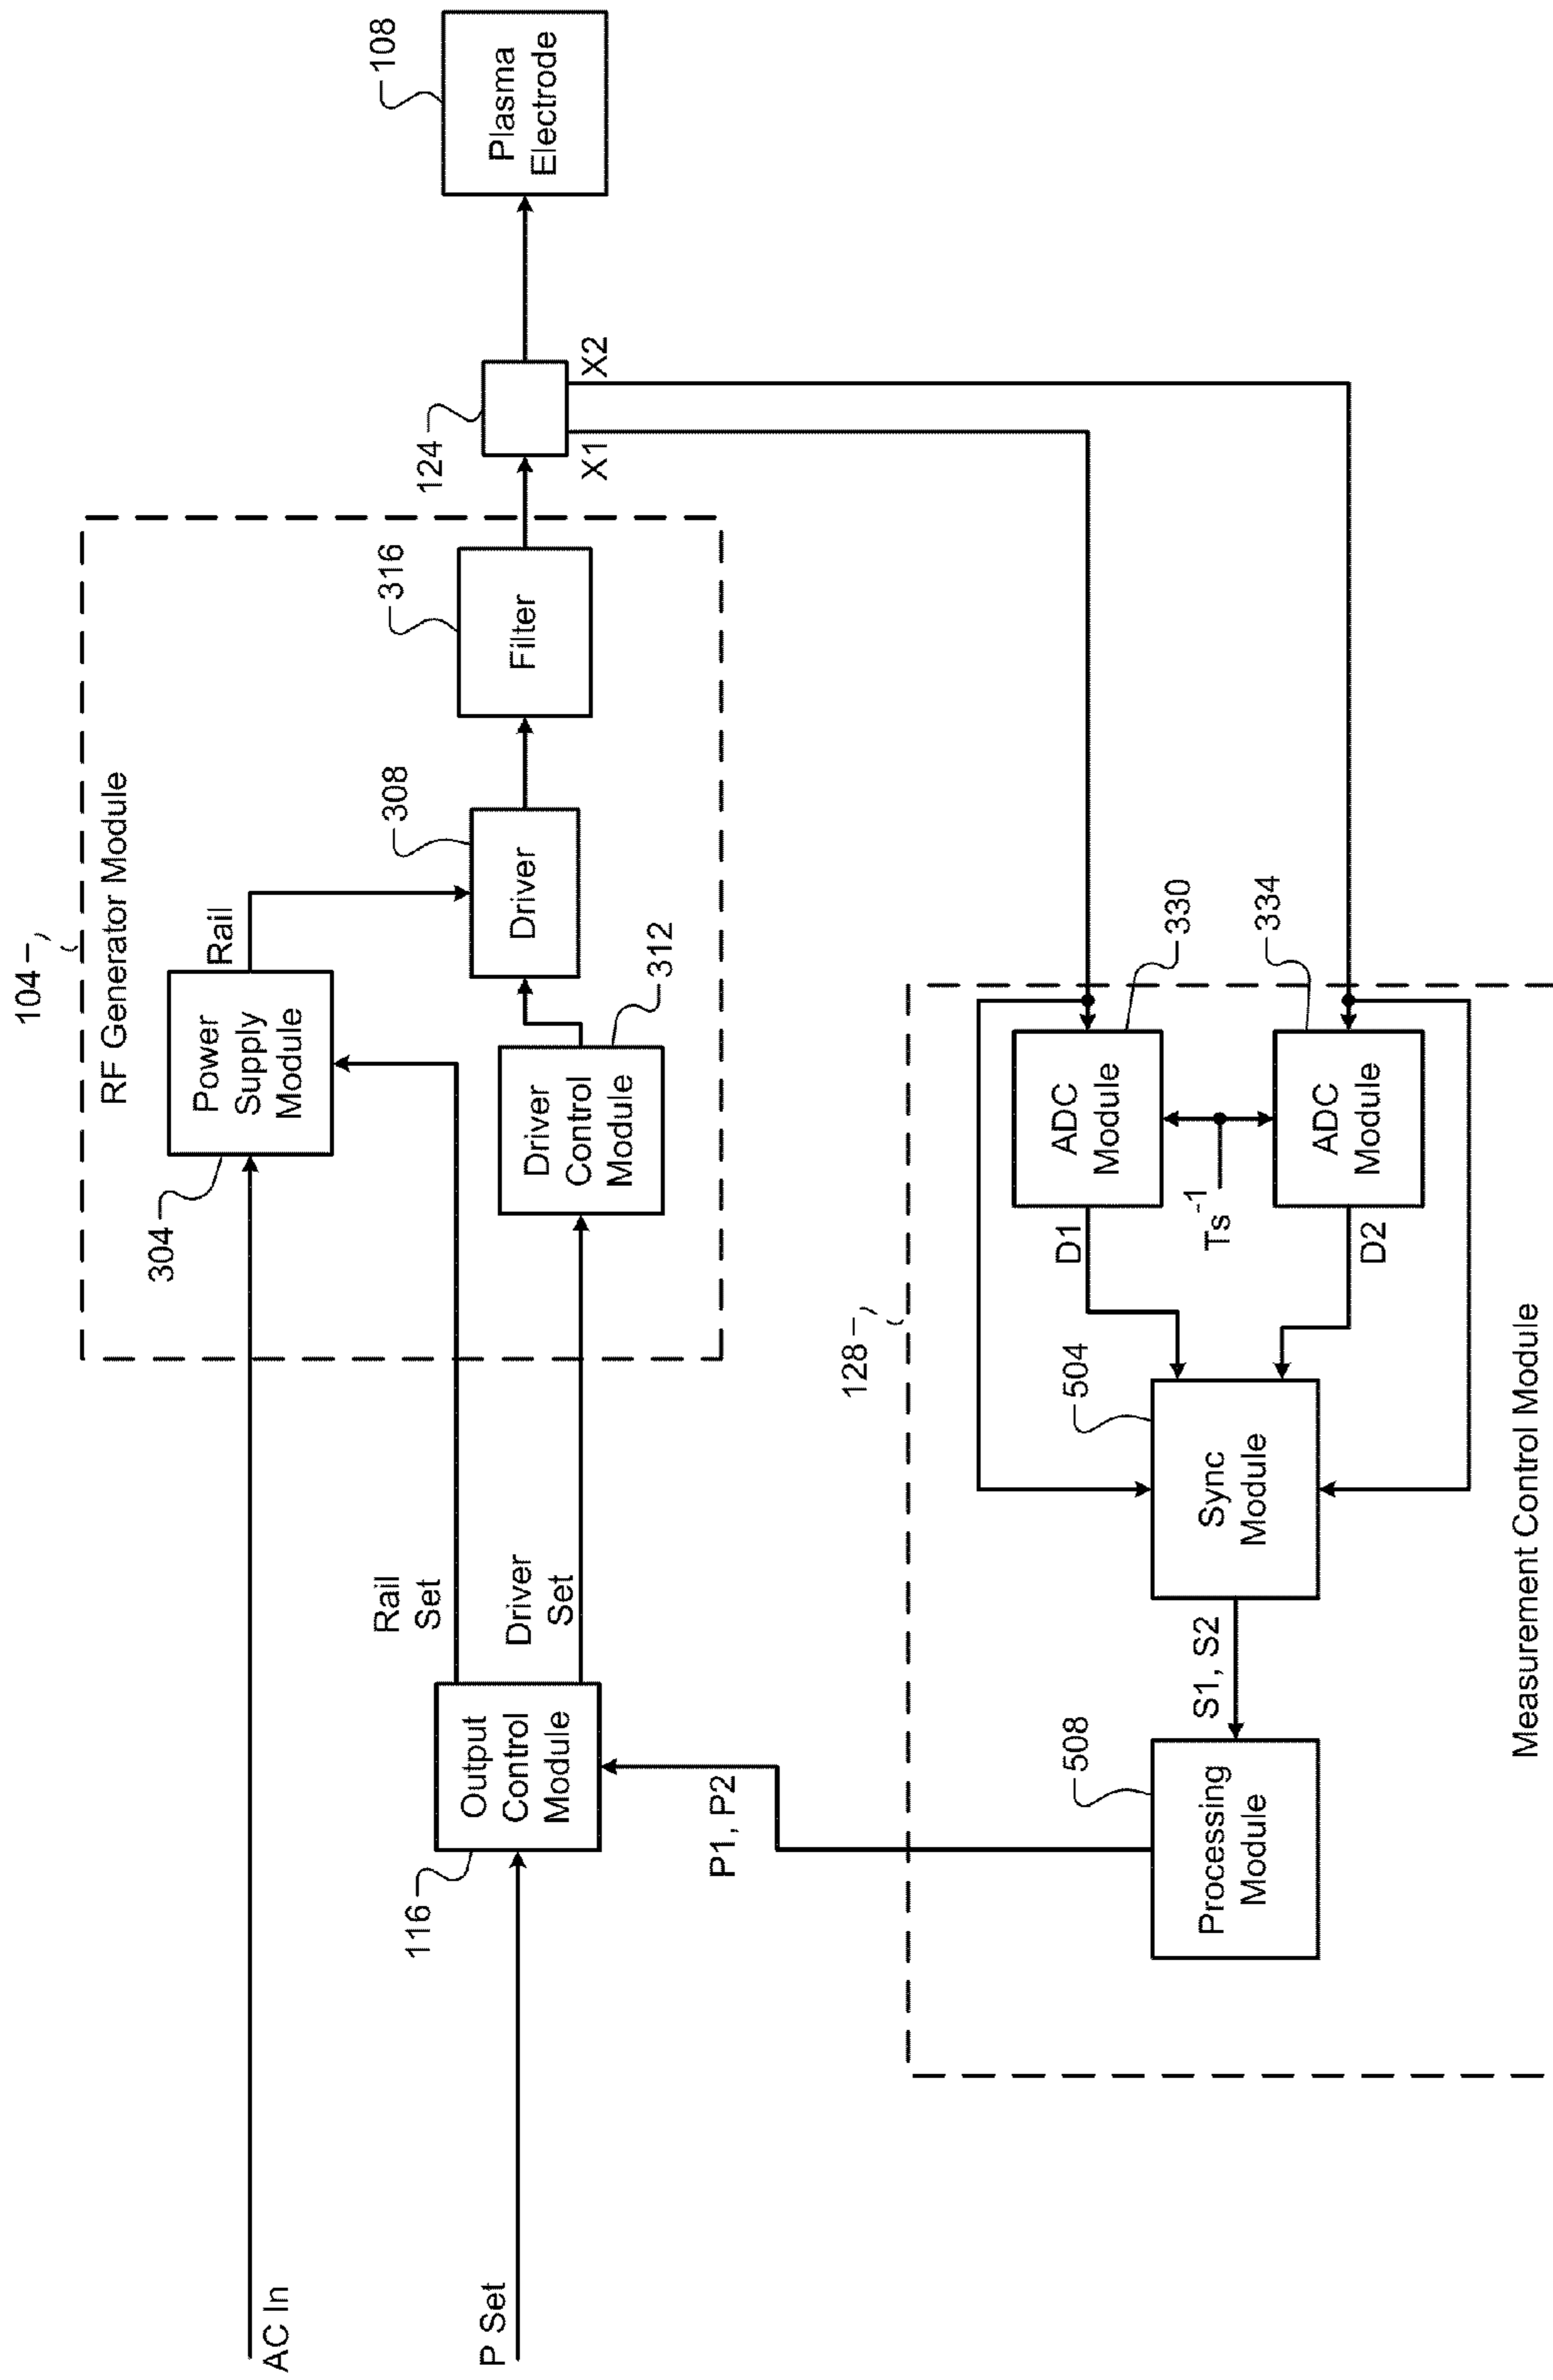 104
RF Generator Module
AC In
304
Power
Supply
Module
Rail
P Set
116
Output
Control
Module
Rail
Set
Driver
Set
Driver
Control
Module
312
Driver
308
Filter
316
124
X1
X2
Plasma
Electrode
108
P1, P2
128
Processing
Module
508
S1, S2
Sync
Module
504
D1
D2
Ts⁻¹
ADC
Module
330
ADC
Module
334
Measurement Control Module